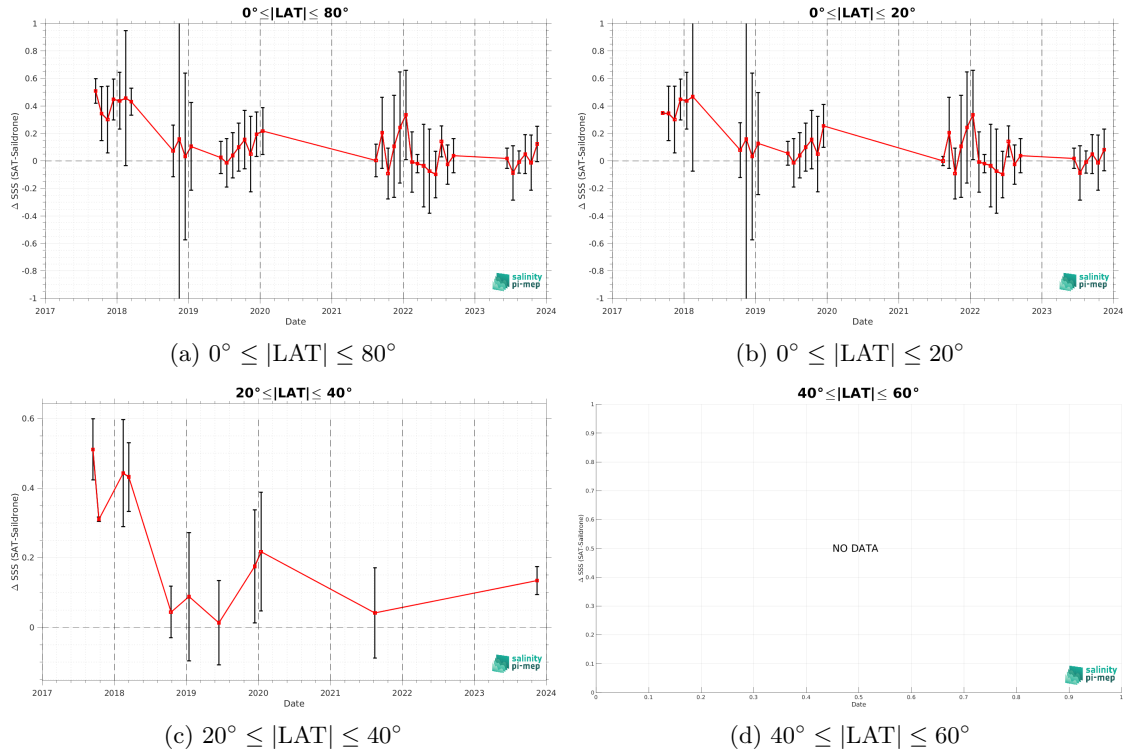 0°≤|LAT|≤ 80°
1
0.8
0.6
0.4
0.2
0
-0.2
-0.4
-0.6
-0.8
-1
Δ SSS (SAT-Saildrone)
2017 2018 2019 2020 2021 2022 2023 2024
Date
salinity
pi-mep
(a) 0° ≤ |LAT| ≤ 80°
0°≤|LAT|≤ 20°
1
0.8
0.6
0.4
0.2
0
-0.2
-0.4
-0.6
-0.8
-1
Δ SSS (SAT-Saildrone)
2017 2018 2019 2020 2021 2022 2023 2024
Date
salinity
pi-mep
(b) 0° ≤ |LAT| ≤ 20°
20°≤|LAT|≤ 40°
0.6
0.4
0.2
0
Δ SSS (SAT-Saildrone)
2017 2018 2019 2020 2021 2022 2023 2024
Date
salinity
pi-mep
(c) 20° ≤ |LAT| ≤ 40°
40°≤|LAT|≤ 60°
1
0.9
0.8
0.7
0.6
0.5
0.4
0.3
0.2
0.1
0
Δ SSS (SAT-Saildrone)
NO DATA
0 0.1 0.2 0.3 0.4 0.5 0.6 0.7 0.8 0.9 1
Date
salinity
pi-mep
(d) 40° ≤ |LAT| ≤ 60°